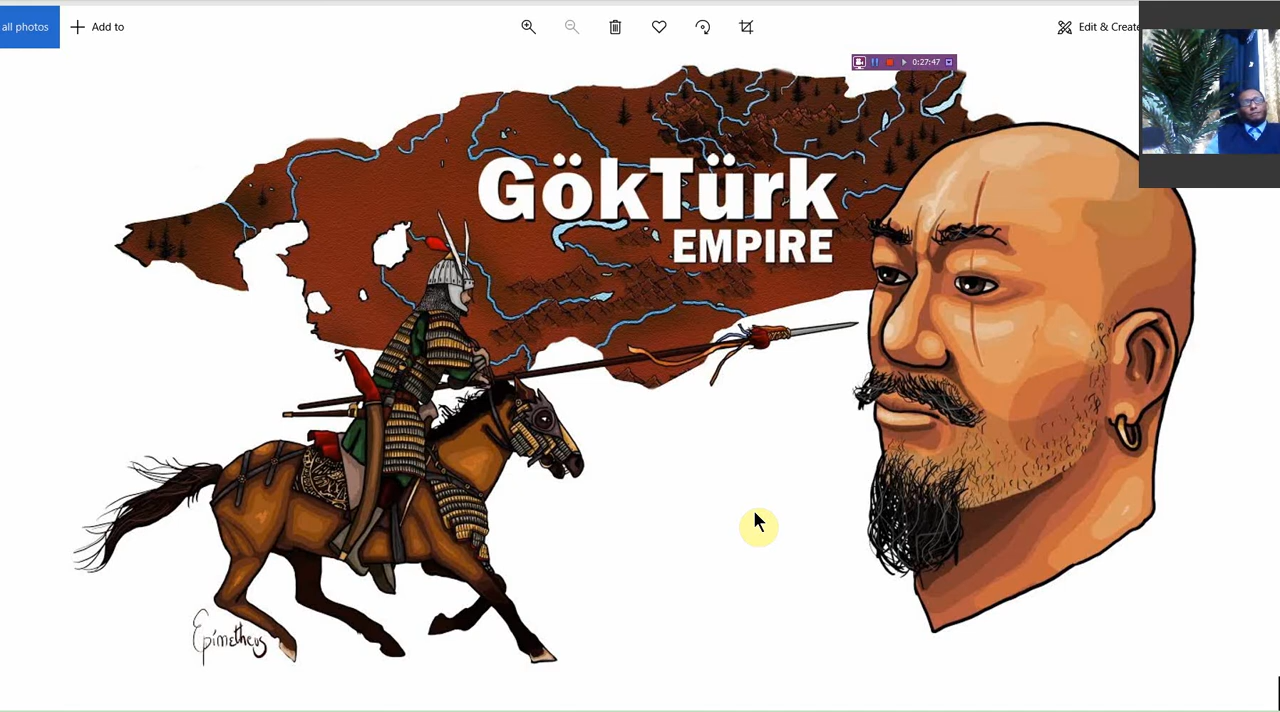 all photos
Add to
Edit & Create
0:27:47
GökTürk
EMPIRE
Epimetheus